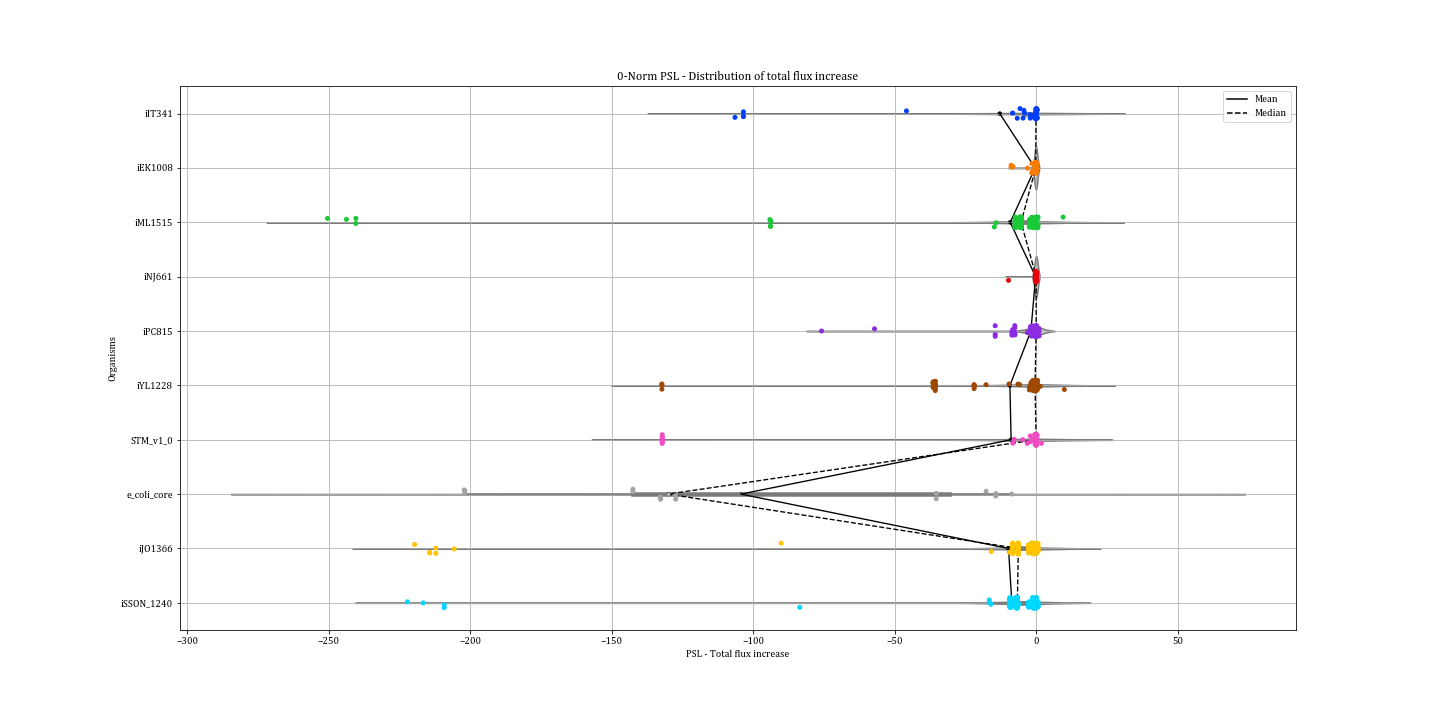 0-Norm PSL - Distribution of total flux increase
Mean
Median
Organisms
iIT341
iEK1008
iML1515
iNJ661
iPC815
iYL1228
STM_v1_0
e_coli_core
iJO1366
iSSON_1240
−300 −250 −200 −150 −100 −50 0 50
PSL - Total flux increase